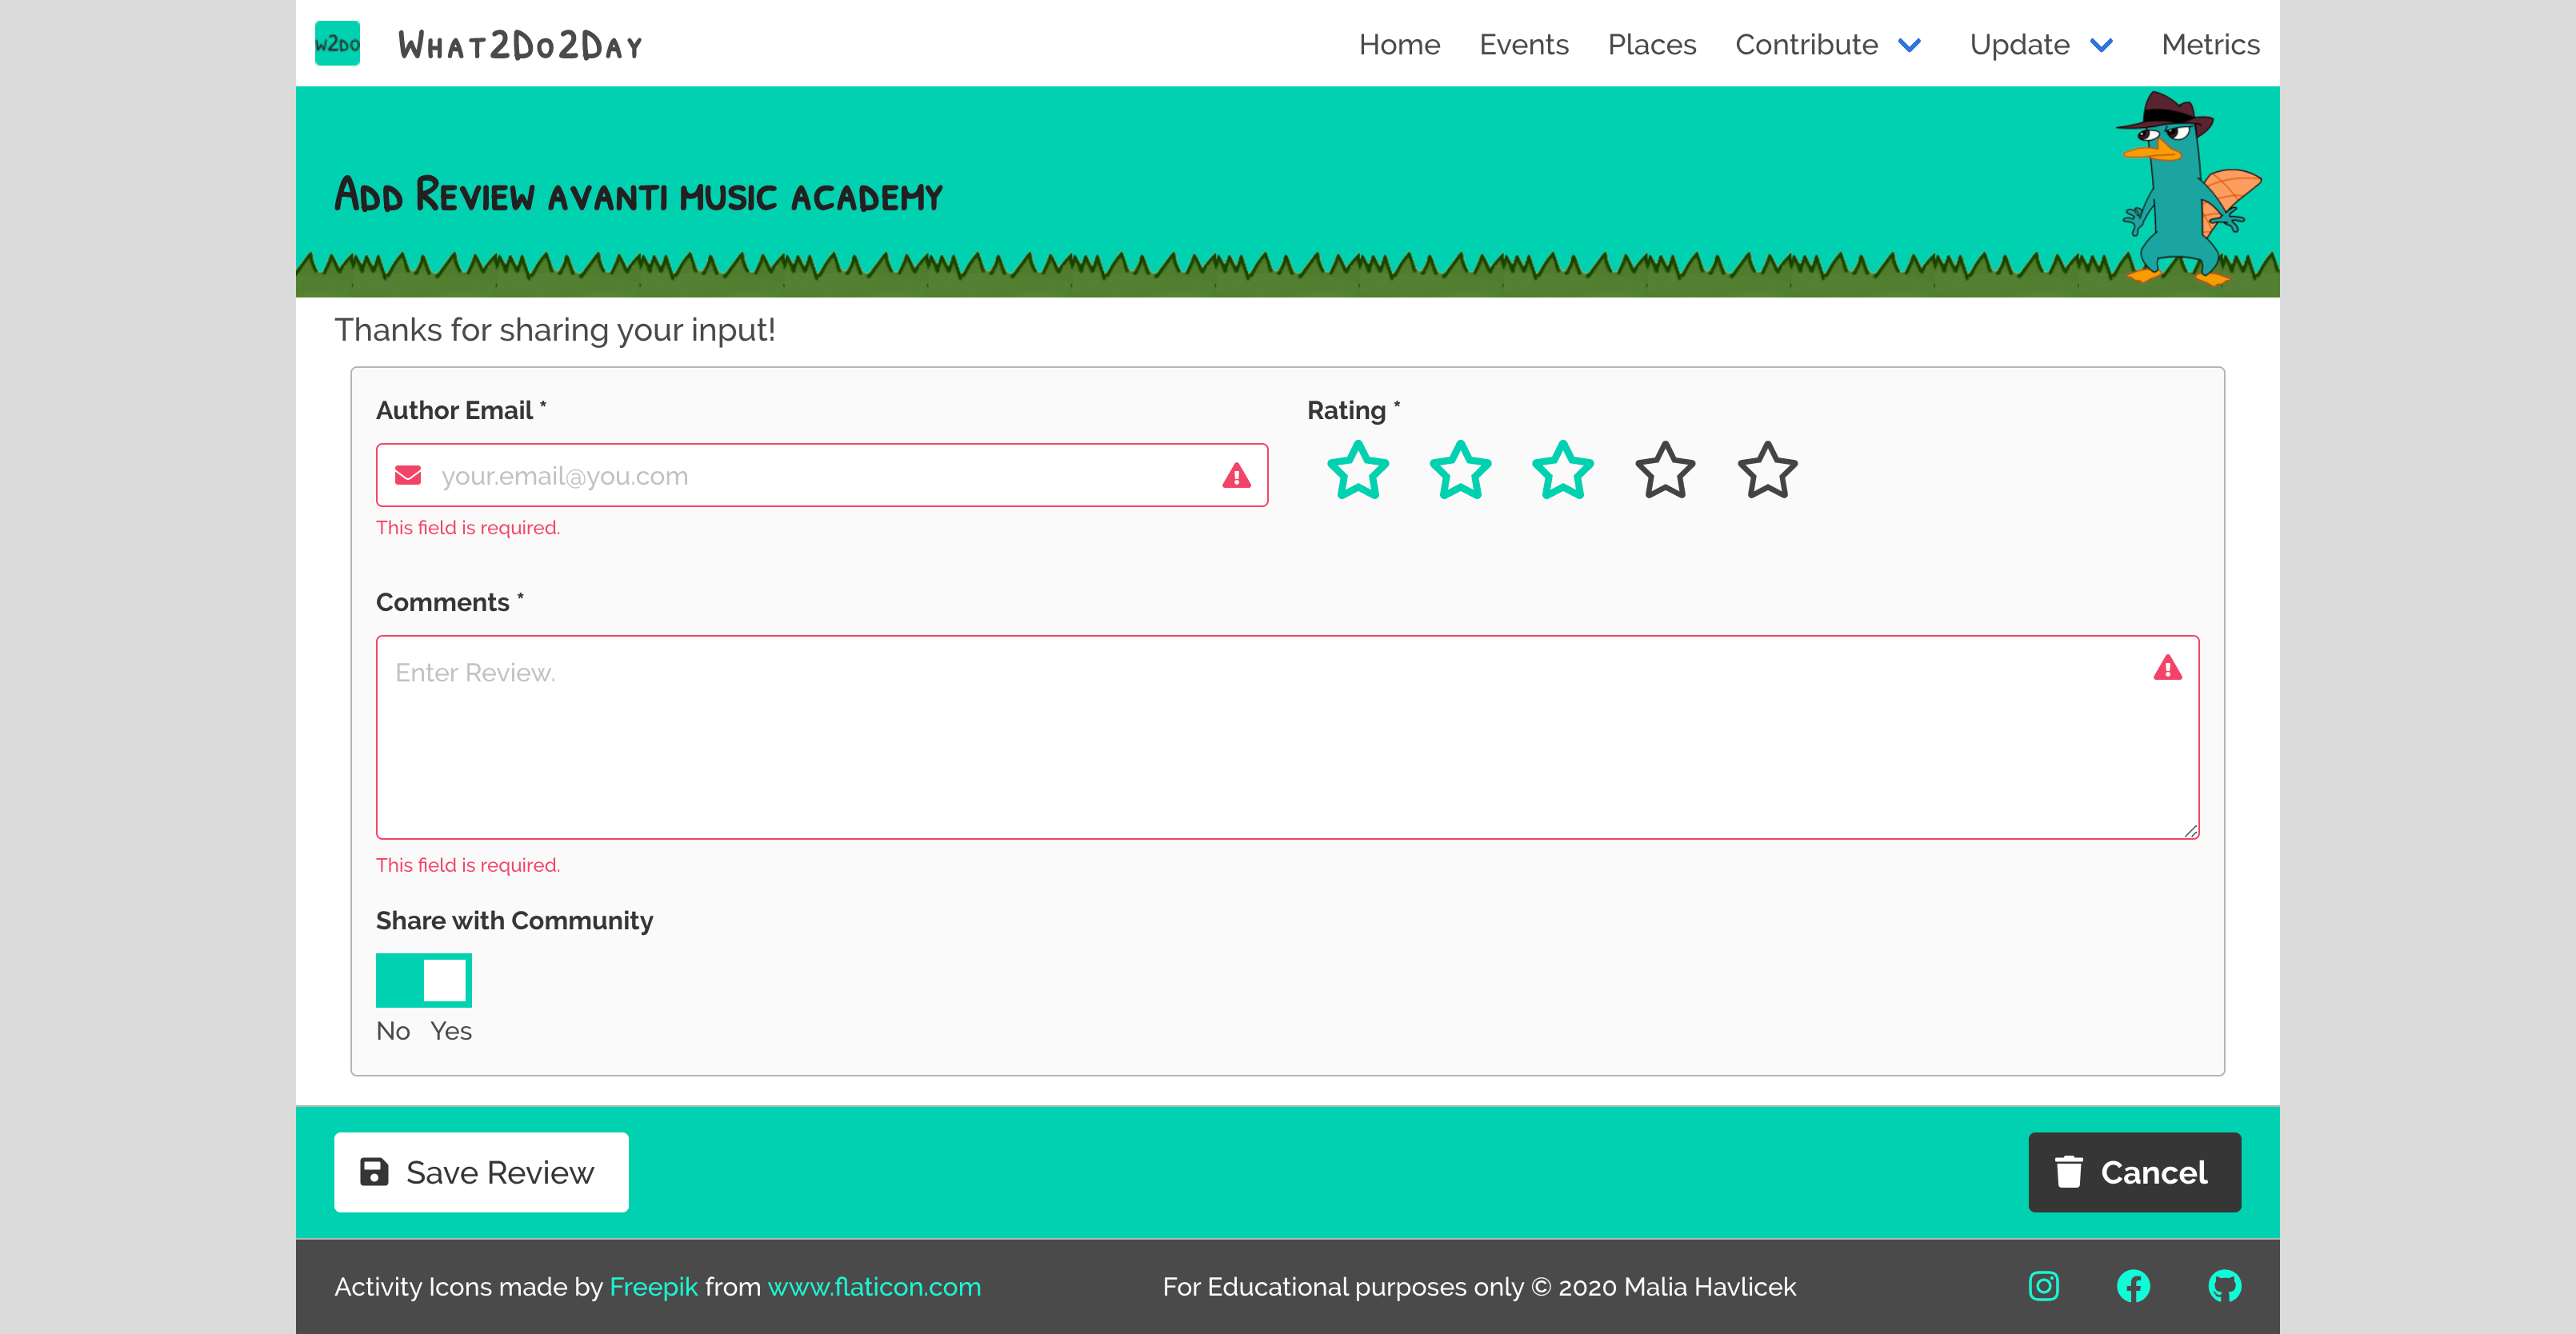 W2DO What2Do2Day Home Events Places Contribute Update Metrics
Add Review avanti music academy
Thanks for sharing your input!
Author Email * Rating *
your.email@you.com
This field is required.
Comments *
Enter Review.
This field is required.
Share with Community
No Yes
Save Review Cancel
Activity Icons made by Freepik from www.flaticon.com For Educational purposes only © 2020 Malia Havlicek